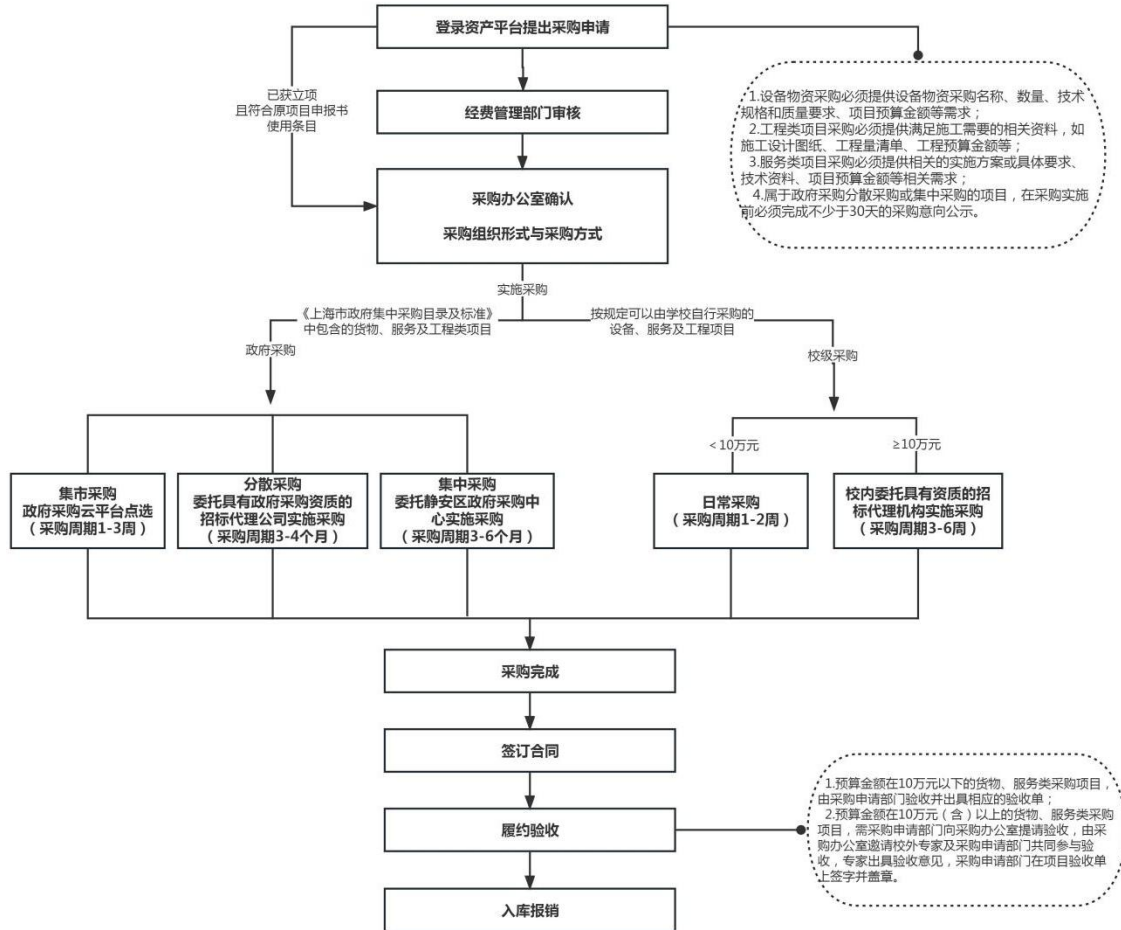 登录资产平台提出采购申请
已获立项
且符合原项目申报书
使用条目
经费管理部门审核
1.设备物资采购必须提供设备物资采购名称、数量、技术
规格和质量要求、项目预算金额等需求；
2.工程类项目采购必须提供满足施工需要的相关资料，如
施工设计图纸、工程量清单、工程预算金额等；
3.服务类项目采购必须提供相关的实施方案或具体要求、
技术资料、项目预算金额等相关需求；
4.属于政府采购分散采购或集中采购的项目，在采购实施
前必须完成不少于30天的采购意向公示。
采购办公室确认
采购组织形式与采购方式
实施采购
《上海市政府集中采购目录及标准》
中包含的货物、服务及工程类项目
按规定可以由学校自行采购的
设备、服务及工程项目
政府采购
校级采购
＜10万元
≥10万元
集市采购
政府采购云平台点选
（采购周期1-3周）
分散采购
委托具有政府采购资质的
招标代理公司实施采购
（采购周期3-4个月）
集中采购
委托静安区政府采购中
心实施采购
（采购周期3-6个月）
日常采购
（采购周期1-2周）
校内委托具有资质的招
标代理机构实施采购
（采购周期3-6周）
采购完成
签订合同
履约验收
1.预算金额在10万元以下的货物、服务类采购项目，
由采购申请部门验收并出具相应的验收单；
2.预算金额在10万元（含）以上的货物、服务类采购
项目，需采购申请部门向采购办公室提请验收，由采
购办公室邀请校外专家及采购申请部门共同参与验
收，专家出具验收意见，采购申请部门在项目验收单
上签字并盖章。
入库报销